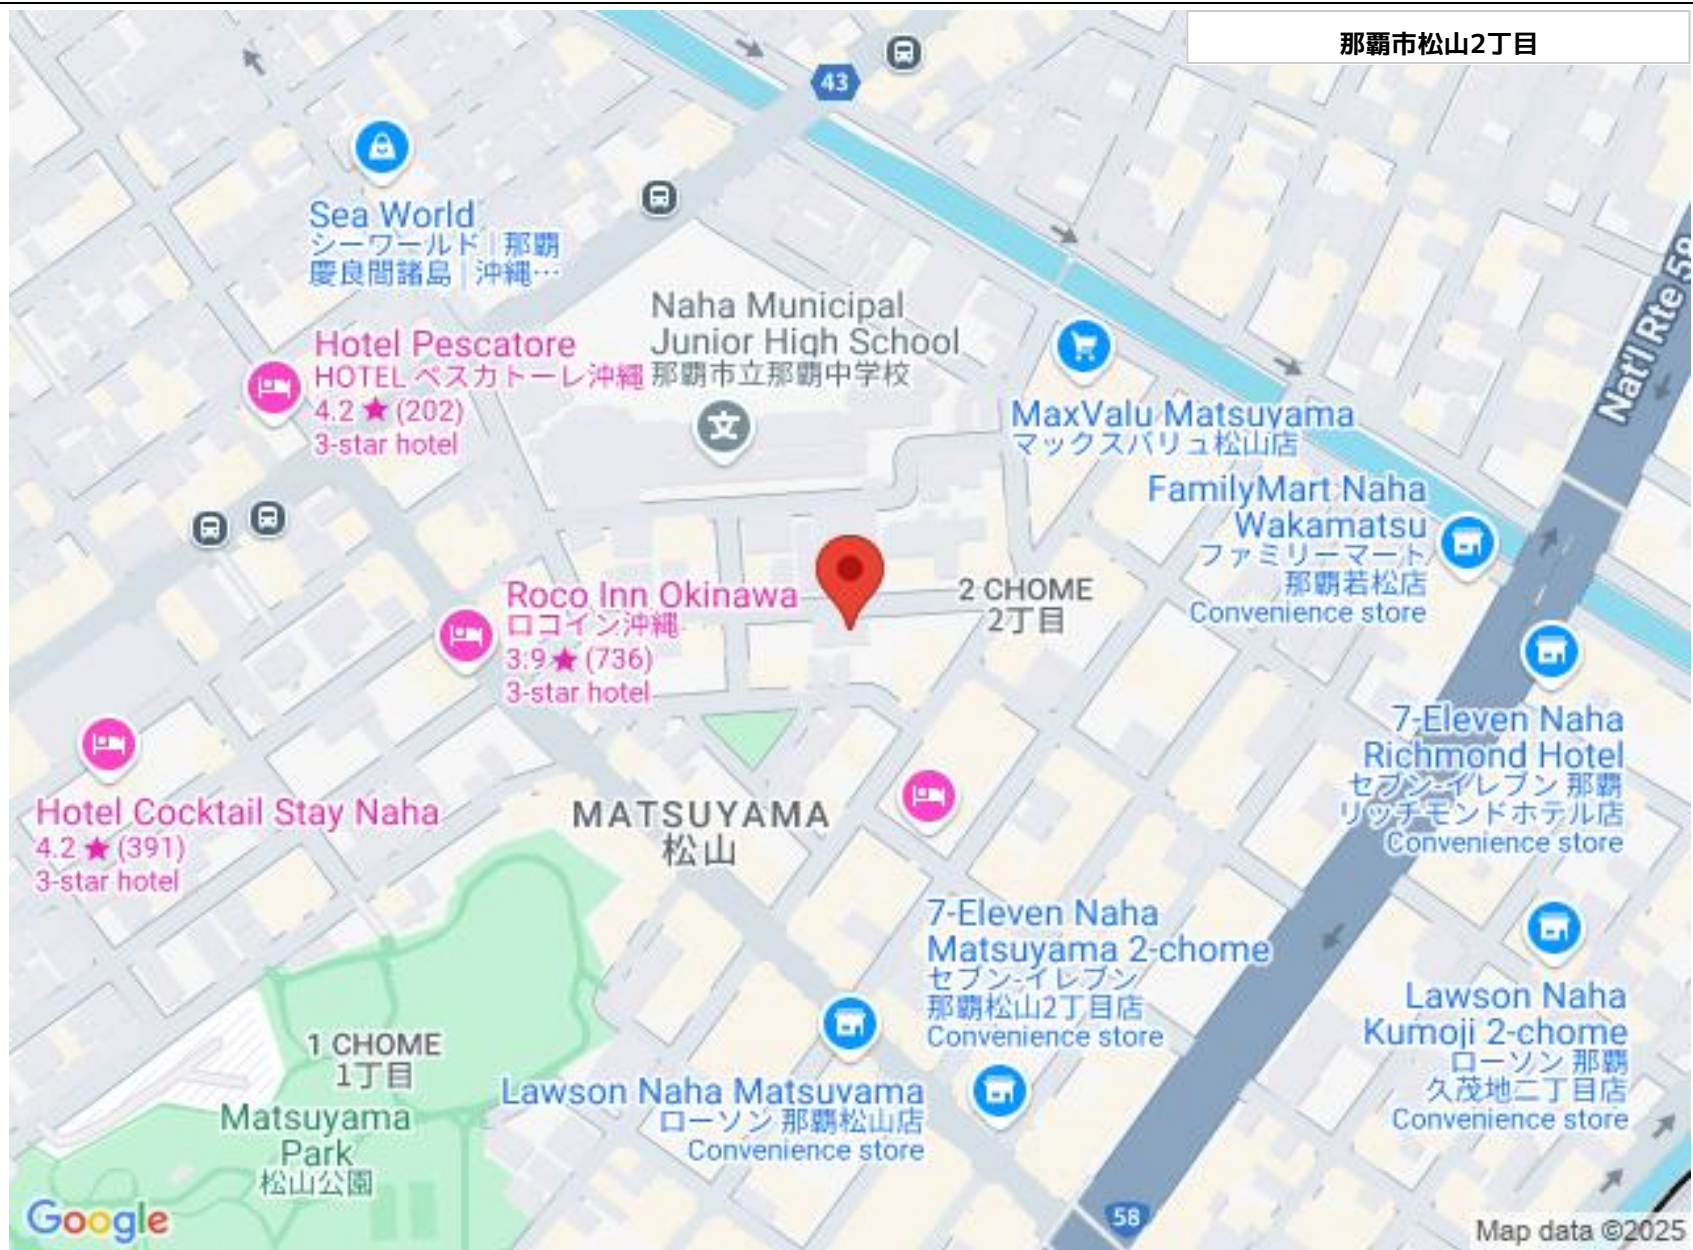 那覇市松山2丁目
43
Sea World
シーワールド | 那覇
慶良間諸島 | 沖縄…
Nat'l Rte 58
Naha Municipal
Junior High School
那覇市立那覇中学校
文
Hotel Pescatore
HOTEL ペスカトーレ沖縄
4.2 ★ (202)
3-star hotel
MaxValu Matsuyama
マックスバリュ松山店
FamilyMart Naha
Wakamatsu
ファミリーマート
那覇若松店
Convenience store
Roco Inn Okinawa
ロコイン沖縄
3.9 ★ (736)
3-star hotel
2 CHOME
2丁目
7-Eleven Naha
Richmond Hotel
セブン-イレブン 那覇
リッチモンドホテル店
Convenience store
Hotel Cocktail Stay Naha
4.2 ★ (391)
3-star hotel
MATSUYAMA
松山
7-Eleven Naha
Matsuyama 2-chome
セブン-イレブン
那覇松山2丁目店
Convenience store
Lawson Naha
Kumoji 2-chome
ローソン 那覇
久茂地二丁目店
Convenience store
1 CHOME
1丁目
Lawson Naha Matsuyama
ローソン 那覇松山店
Convenience store
Matsuyama
Park
松山公園
58
Google
Map data ©2025